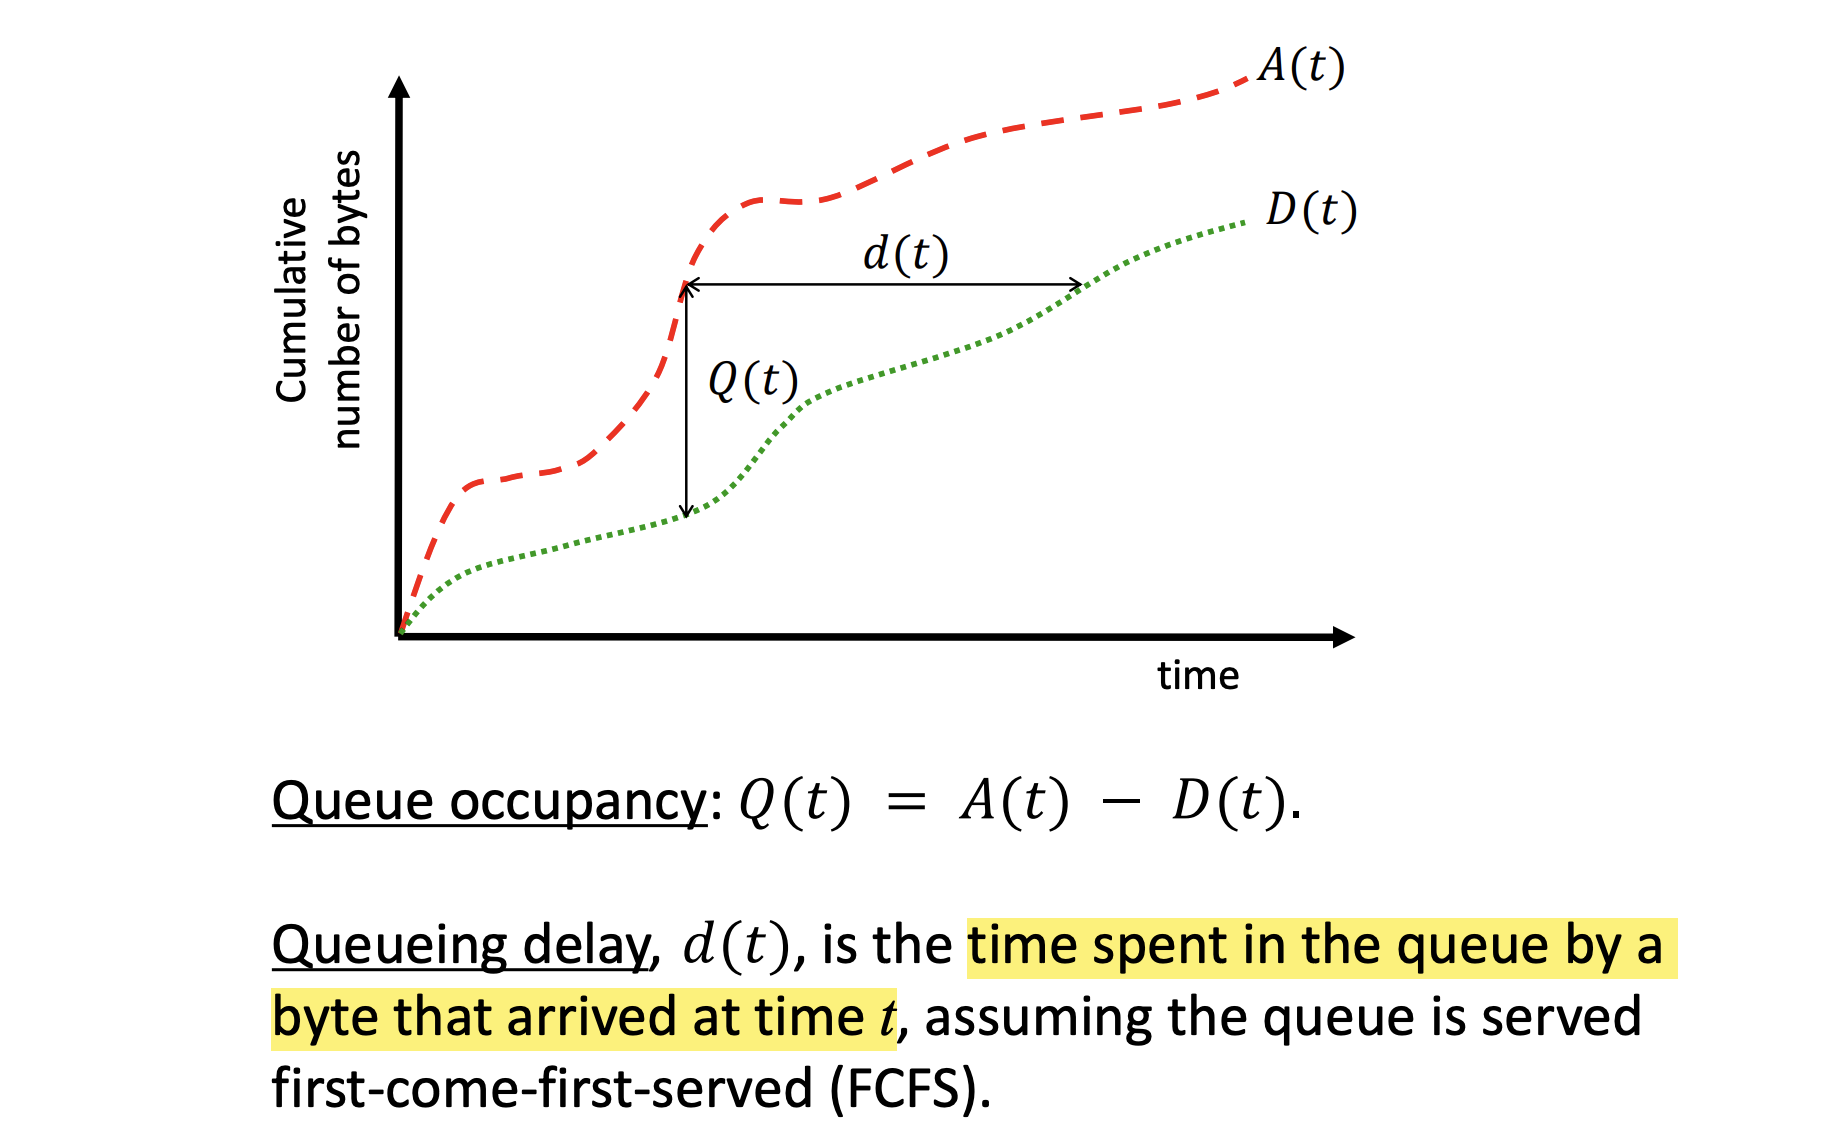 A(t)
Cumulative
number of bytes
D(t)
d(t)
Q(t)
time
Queue occupancy: Q(t) = A(t) − D(t).
Queueing delay, d(t), is the time spent in the queue by a
byte that arrived at time t, assuming the queue is served
first-come-first-served (FCFS).